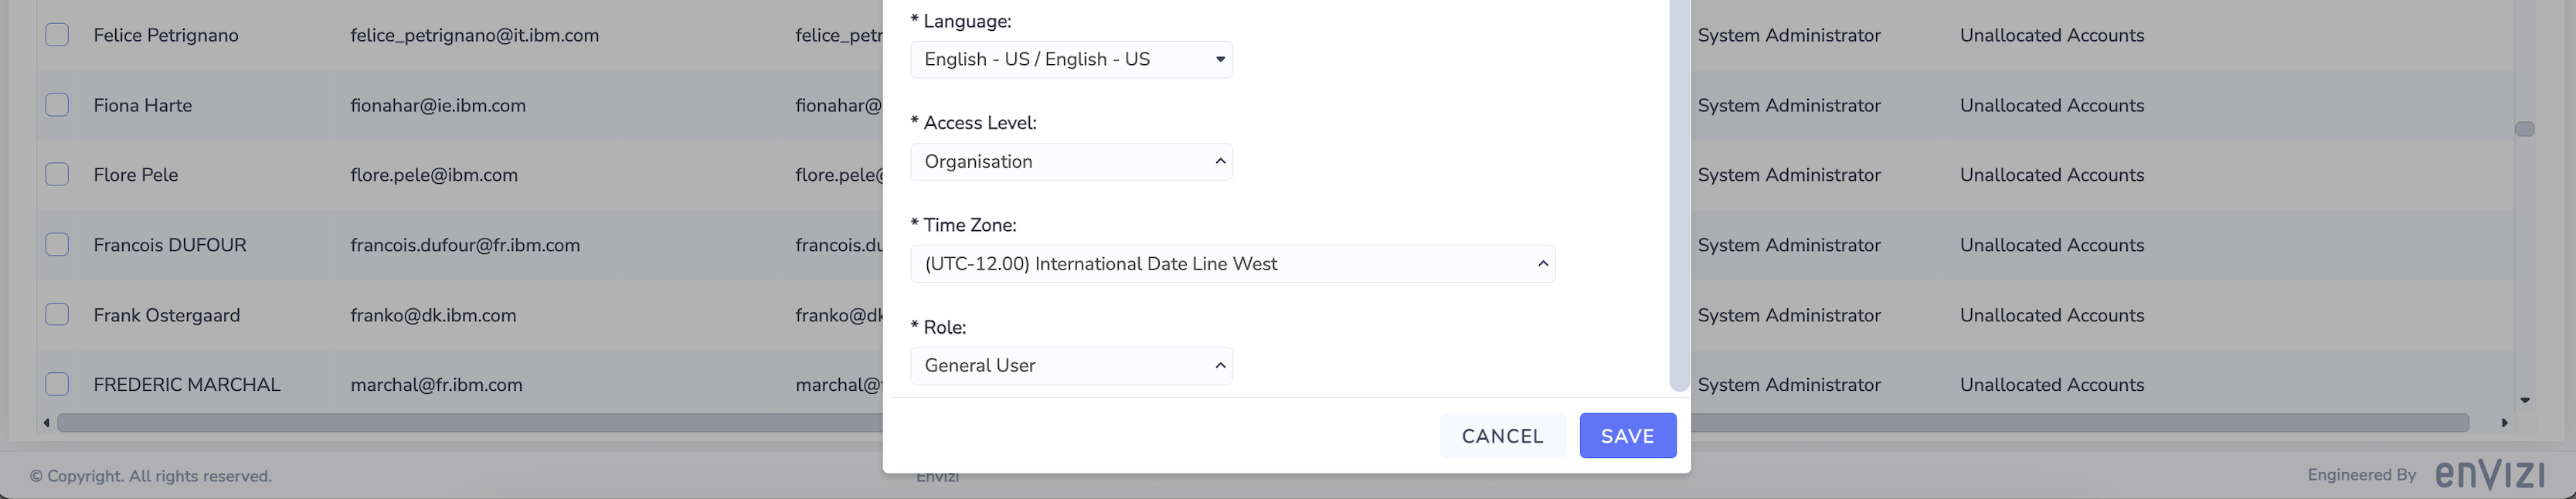 * Language:
English - US / English - US
* Access Level:
Organisation
* Time Zone:
(UTC-12.00) International Date Line West
* Role:
General User
CANCEL SAVE
Felice Petrignano felice_petrignano@it.ibm.com felice_petr System Administrator Unallocated Accounts
Fiona Harte fionahar@ie.ibm.com fionahar@ System Administrator Unallocated Accounts
Flore Pele flore.pele@ibm.com flore.pele@ System Administrator Unallocated Accounts
Francois DUFOUR francois.dufour@fr.ibm.com francois.du System Administrator Unallocated Accounts
Frank Ostergaard franko@dk.ibm.com franko@dk System Administrator Unallocated Accounts
FREDERIC MARCHAL marchal@fr.ibm.com marchal@ System Administrator Unallocated Accounts
© Copyright. All rights reserved. Envizi Engineered By enVIZI